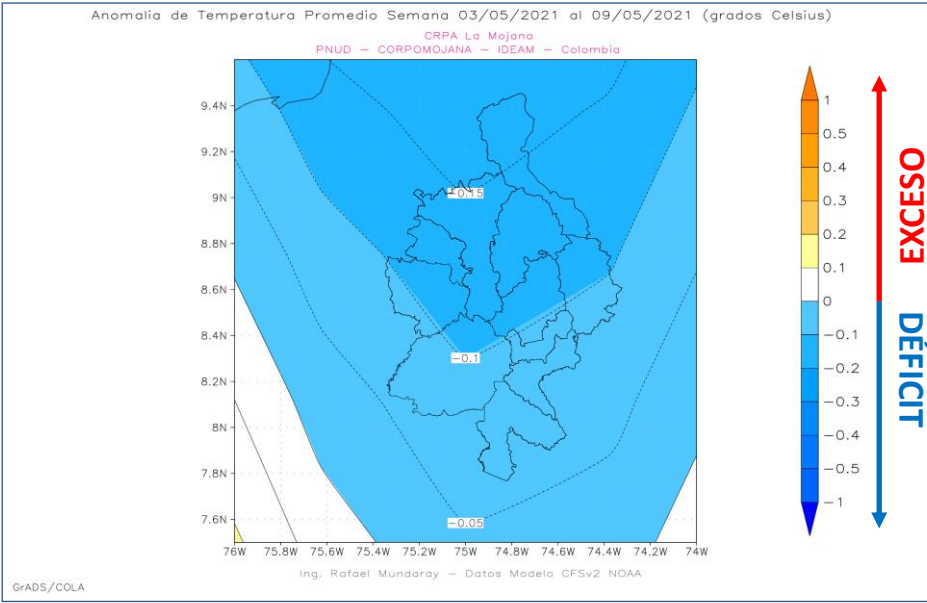 Anomalia de Temperatura Promedio Semana 03/05/2021 al 09/05/2021 (grados Celsius)
CRPA La Mojana
PNUD – CORPOMOJANA – IDEAM – Colombia
9.4N
9.2N
9N
8.8N
8.6N
8.4N
8.2N
8N
7.8N
7.6N
−0.15
−0.1
−0.05
76W 75.8W 75.6W 75.4W 75.2W 75W 74.8W 74.6W 74.4W 74.2W 74W
1
0.5
0.4
0.3
0.2
0.1
0
−0.1
−0.2
−0.3
−0.4
−0.5
−1
EXCESO
DÉFICIT
Ing. Rafael Mundaray – Datos Modelo CFSv2 NOAA
GrADS/COLA